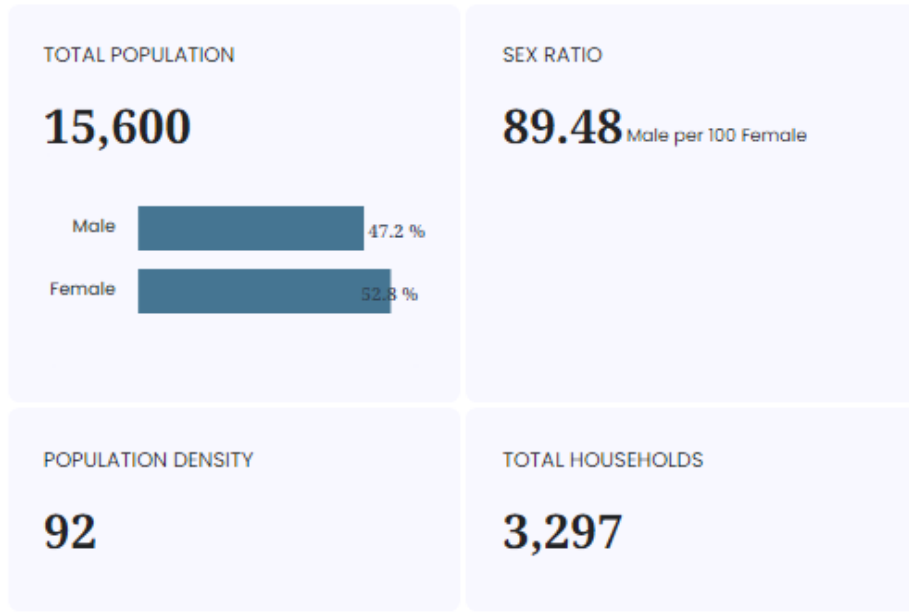 TOTAL POPULATION
15,600
Male 47.2 %
Female 52.8 %
SEX RATIO
89.48 Male per 100 Female
POPULATION DENSITY
92
TOTAL HOUSEHOLDS
3,297